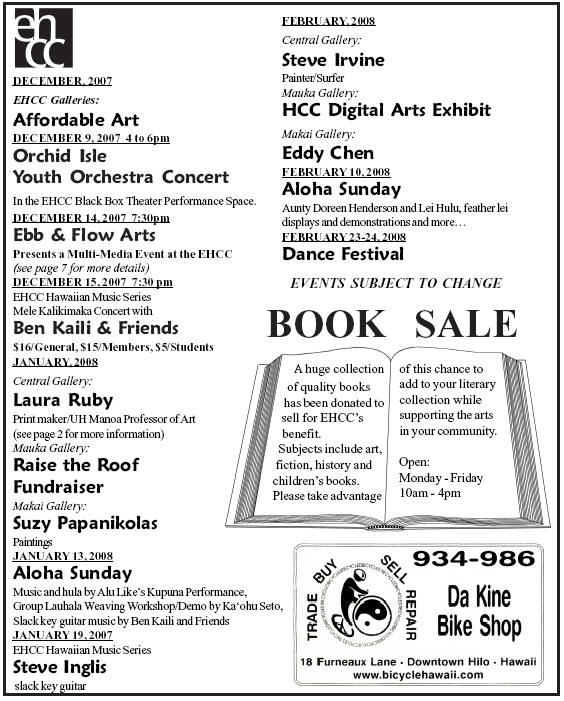 ehcc
DECEMBER, 2007
EHCC Galleries:
Affordable Art
DECEMBER 9, 2007 4 to 6pm
Orchid Isle
Youth Orchestra Concert
In the EHCC Black Box Theater Performance Space.
DECEMBER 14, 2007 7:30pm
Ebb & Flow Arts
Presents a Multi-Media Event at the EHCC
(see page 7 for more details)
DECEMBER 15, 2007 7:30 pm
EHCC Hawaiian Music Series
Mele Kalikimaka Concert with
Ben Kaili & Friends
$16/General, $15/Members, $5/Students
JANUARY, 2008
Central Gallery:
Laura Ruby
Print maker/UH Manoa Professor of Art
(see page 2 for more information)
Mauka Gallery:
Raise the Roof
Fundraiser
Makai Gallery:
Suzy Papanikolas
Paintings
JANUARY 13, 2008
Aloha Sunday
Music and hula by Alu Like's Kupuna Performance,
Group Lauhala Weaving Workshop/Demo by Ka‘ohu Seto,
Slack key guitar music by Ben Kaili and Friends
JANUARY 19, 2007
EHCC Hawaiian Music Series
Steve Inglis
slack key guitar
FEBRUARY, 2008
Central Gallery:
Steve Irvine
Painter/Surfer
Mauka Gallery:
HCC Digital Arts Exhibit
Makai Gallery:
Eddy Chen
FEBRUARY 10, 2008
Aloha Sunday
Aunty Doreen Henderson and Lei Hulu, feather lei
demonstrations and more…
FEBRUARY 23-24, 2008
Dance Festival
EVENTS SUBJECT TO CHANGE
BOOK SALE
A huge collection
of quality books
has been donated to
sell for EHCC's
benefit.
Subjects include art,
fiction, history and
children's books.
Please take advantage
of this chance to
add to your literary
collection while
supporting the arts
in your community.
Open:
Monday - Friday
10am - 4pm
TRADE BUY SELL REPAIR
934-986
Da Kine
Bike Shop
18 Furneaux Lane · Downtown Hilo · Hawaii
www.bicyclehawaii.com